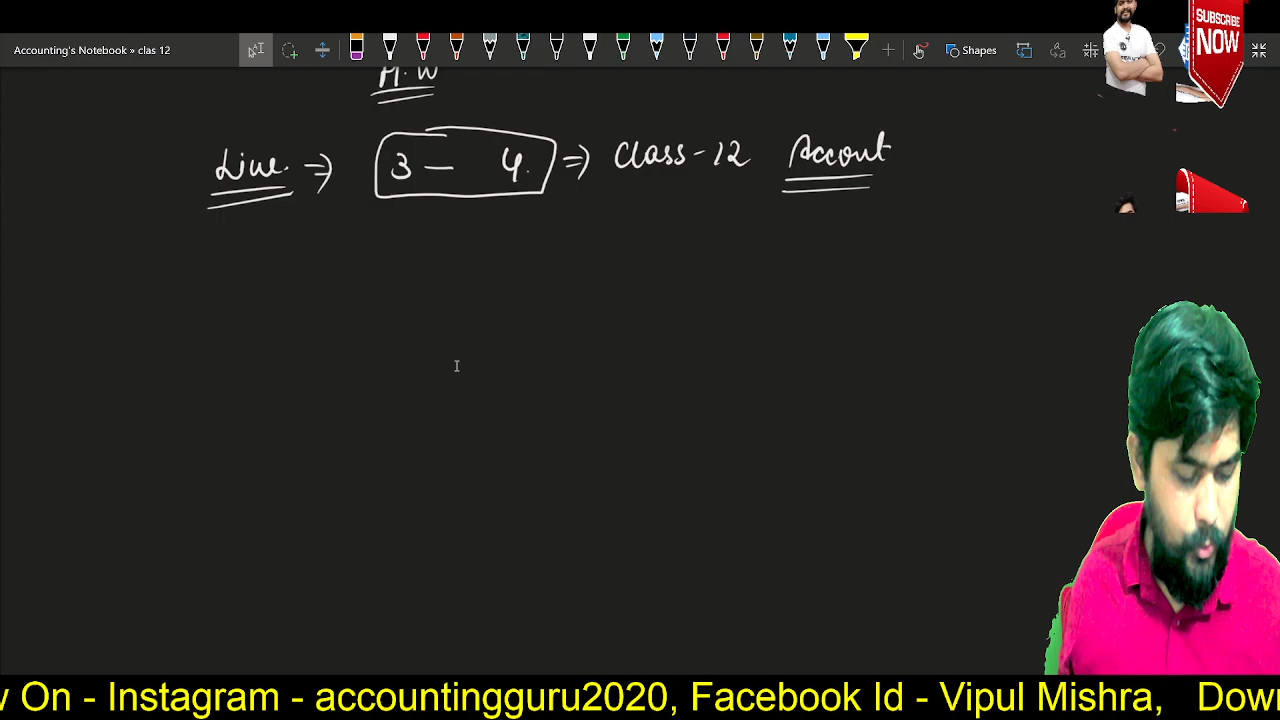 Accounting's Notebook » clas 12
Shapes
SUBSCRIBE
NOW
H.W
Live. → 3 – 4. ⇒ Class-12 Accout
w On - Instagram - accountingguru2020, Facebook Id - Vipul Mishra, Dow